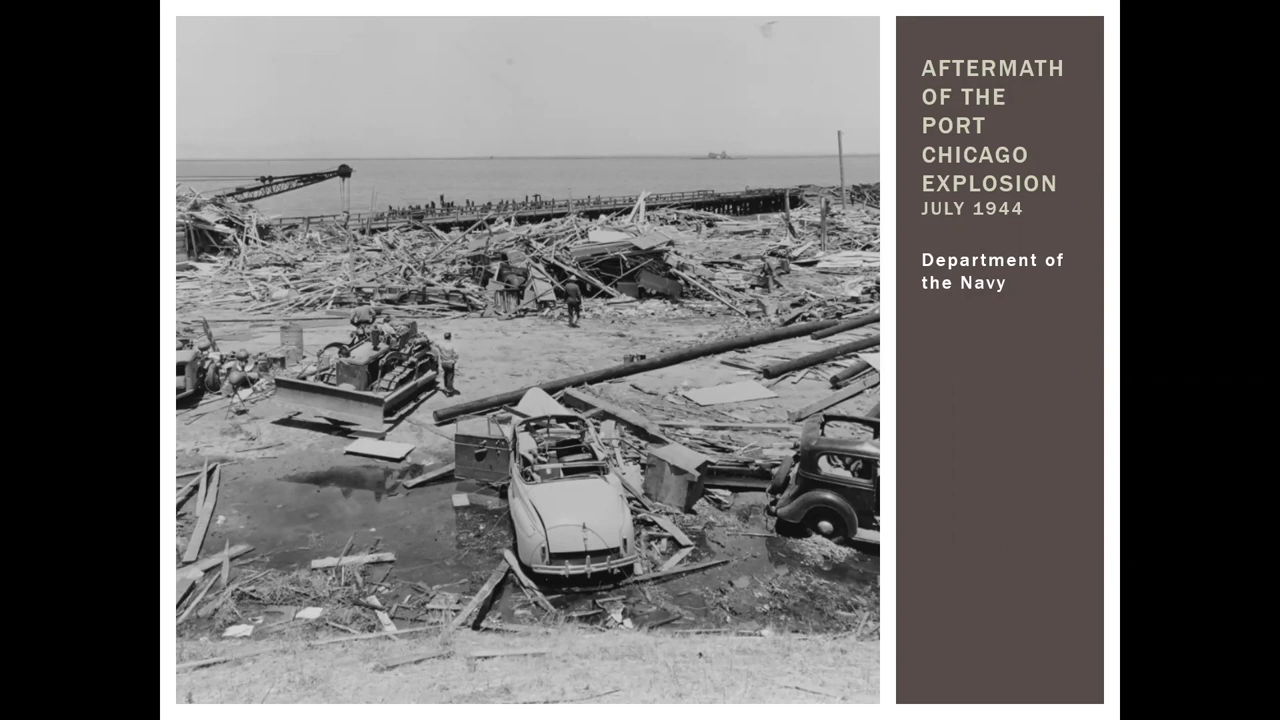 AFTERMATH
OF THE
PORT
CHICAGO
EXPLOSION
JULY 1944
Department of
the Navy